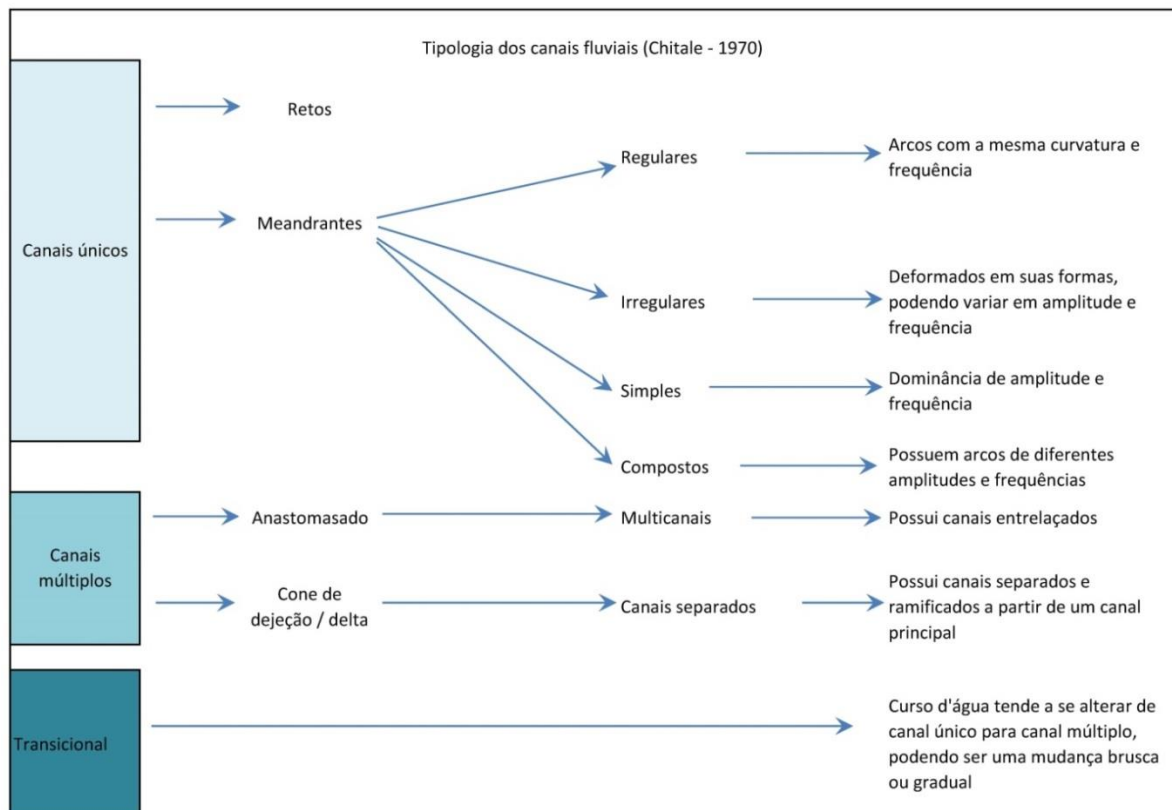 Tipologia dos canais fluviais (Chitale - 1970)
Canais únicos
Retos
Meandrantes
Regulares
Arcos com a mesma curvatura e
frequência
Irregulares
Deformados em suas formas,
podendo variar em amplitude e
frequência
Simples
Dominância de amplitude e
frequência
Compostos
Possuem arcos de diferentes
amplitudes e frequências
Canais
múltiplos
Anastomasado
Multicanais
Possui canais entrelaçados
Cone de
dejeção / delta
Canais separados
Possui canais separados e
ramificados a partir de um canal
principal
Transicional
Curso d'água tende a se alterar de
canal único para canal múltiplo,
podendo ser uma mudança brusca
ou gradual